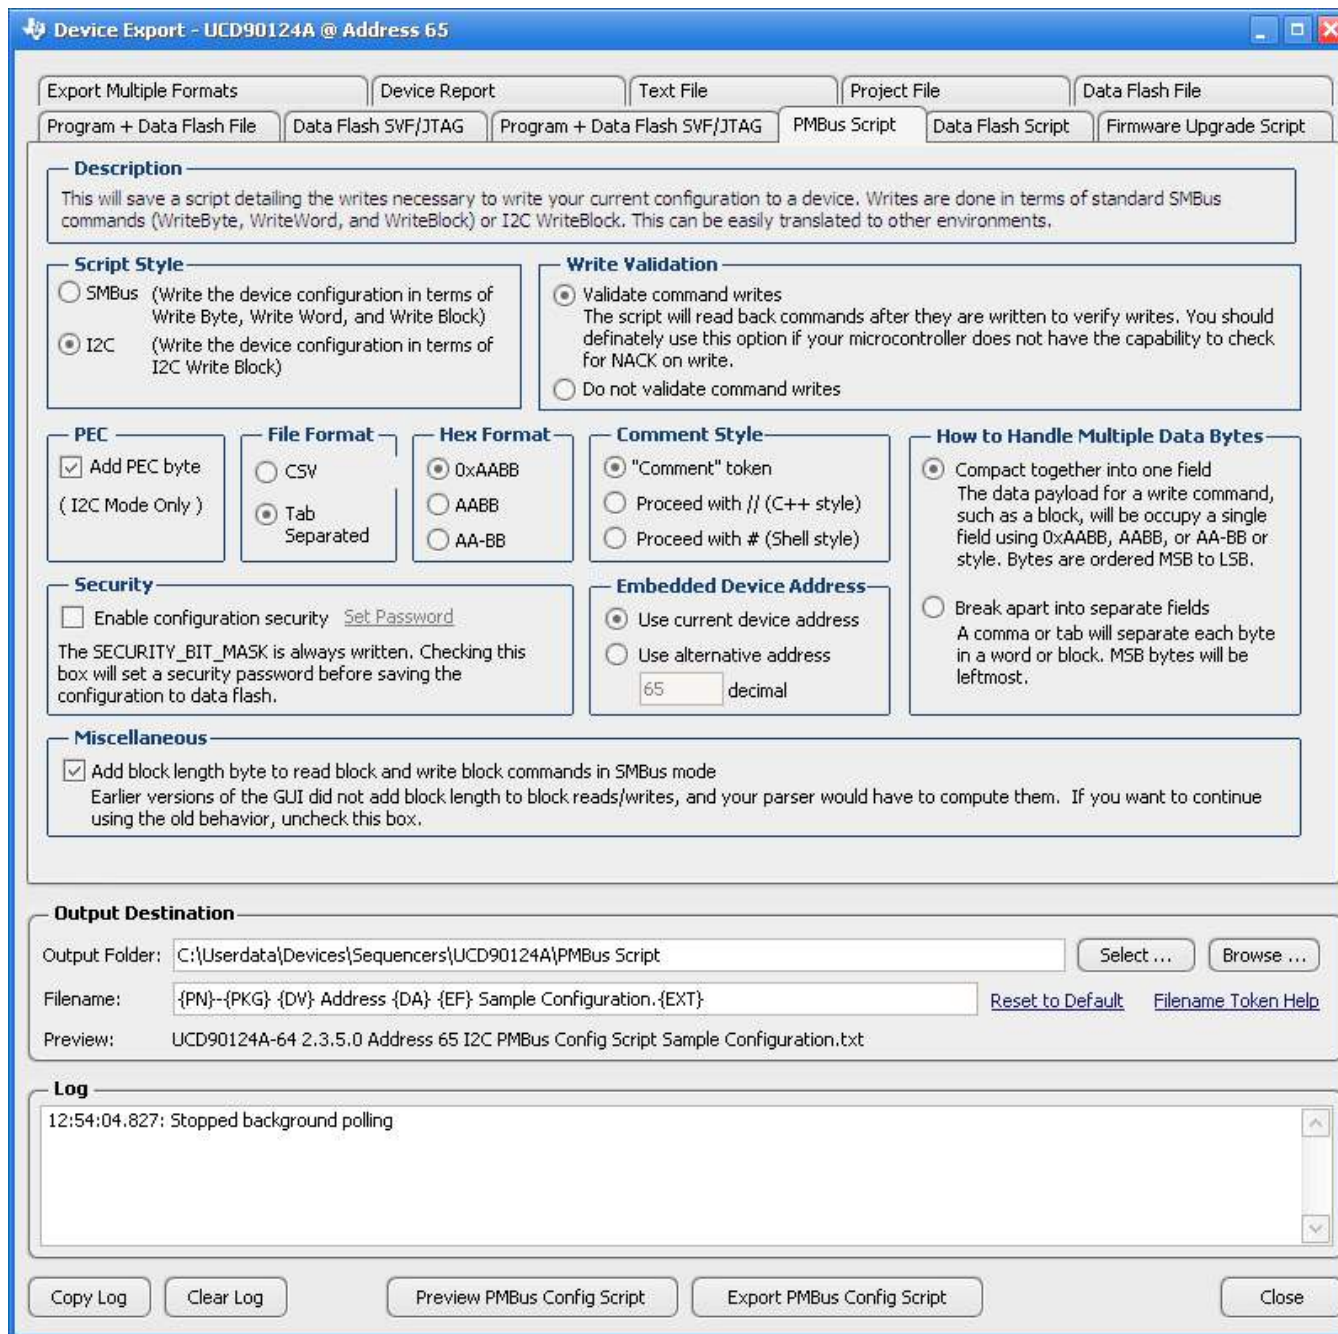 Device Export - UCD90124A @ Address 65
Export Multiple Formats
Device Report
Text File
Project File
Data Flash File
Program + Data Flash File
Data Flash SVF/JTAG
Program + Data Flash SVF/JTAG
PMBus Script
Data Flash Script
Firmware Upgrade Script
Description
This will save a script detailing the writes necessary to write your current configuration to a device. Writes are done in terms of standard SMBus
commands (WriteByte, WriteWord, and WriteBlock) or I2C WriteBlock. This can be easily translated to other environments.
Script Style
SMBus (Write the device configuration in terms of
Write Byte, Write Word, and Write Block)
I2C (Write the device configuration in terms of
I2C Write Block)
Write Validation
Validate command writes
The script will read back commands after they are written to verify writes. You should
definately use this option if your microcontroller does not have the capability to check
for NACK on write.
Do not validate command writes
PEC
Add PEC byte
( I2C Mode Only )
File Format
CSV
Tab
Separated
Hex Format
0xAABB
AABB
AA-BB
Comment Style
"Comment" token
Proceed with // (C++ style)
Proceed with # (Shell style)
How to Handle Multiple Data Bytes
Compact together into one field
The data payload for a write command,
such as a block, will be occupy a single
field using 0xAABB, AABB, or AA-BB or
style. Bytes are ordered MSB to LSB.
Break apart into separate fields
A comma or tab will separate each byte
in a word or block. MSB bytes will be
leftmost.
Security
Enable configuration security Set Password
The SECURITY_BIT_MASK is always written. Checking this
box will set a security password before saving the
configuration to data flash.
Embedded Device Address
Use current device address
Use alternative address
65 decimal
Miscellaneous
Add block length byte to read block and write block commands in SMBus mode
Earlier versions of the GUI did not add block length to block reads/writes, and your parser would have to compute them. If you want to continue
using the old behavior, uncheck this box.
Output Destination
Output Folder: C:\Userdata\Devices\Sequencers\UCD90124A\PMBus Script
Select ...
Browse ...
Filename: {PN}-{PKG} {DV} Address {DA} {EF} Sample Configuration.{EXT}
Reset to Default
Filename Token Help
Preview: UCD90124A-64 2.3.5.0 Address 65 I2C PMBus Config Script Sample Configuration.txt
Log
12:54:04.827: Stopped background polling
Copy Log
Clear Log
Preview PMBus Config Script
Export PMBus Config Script
Close